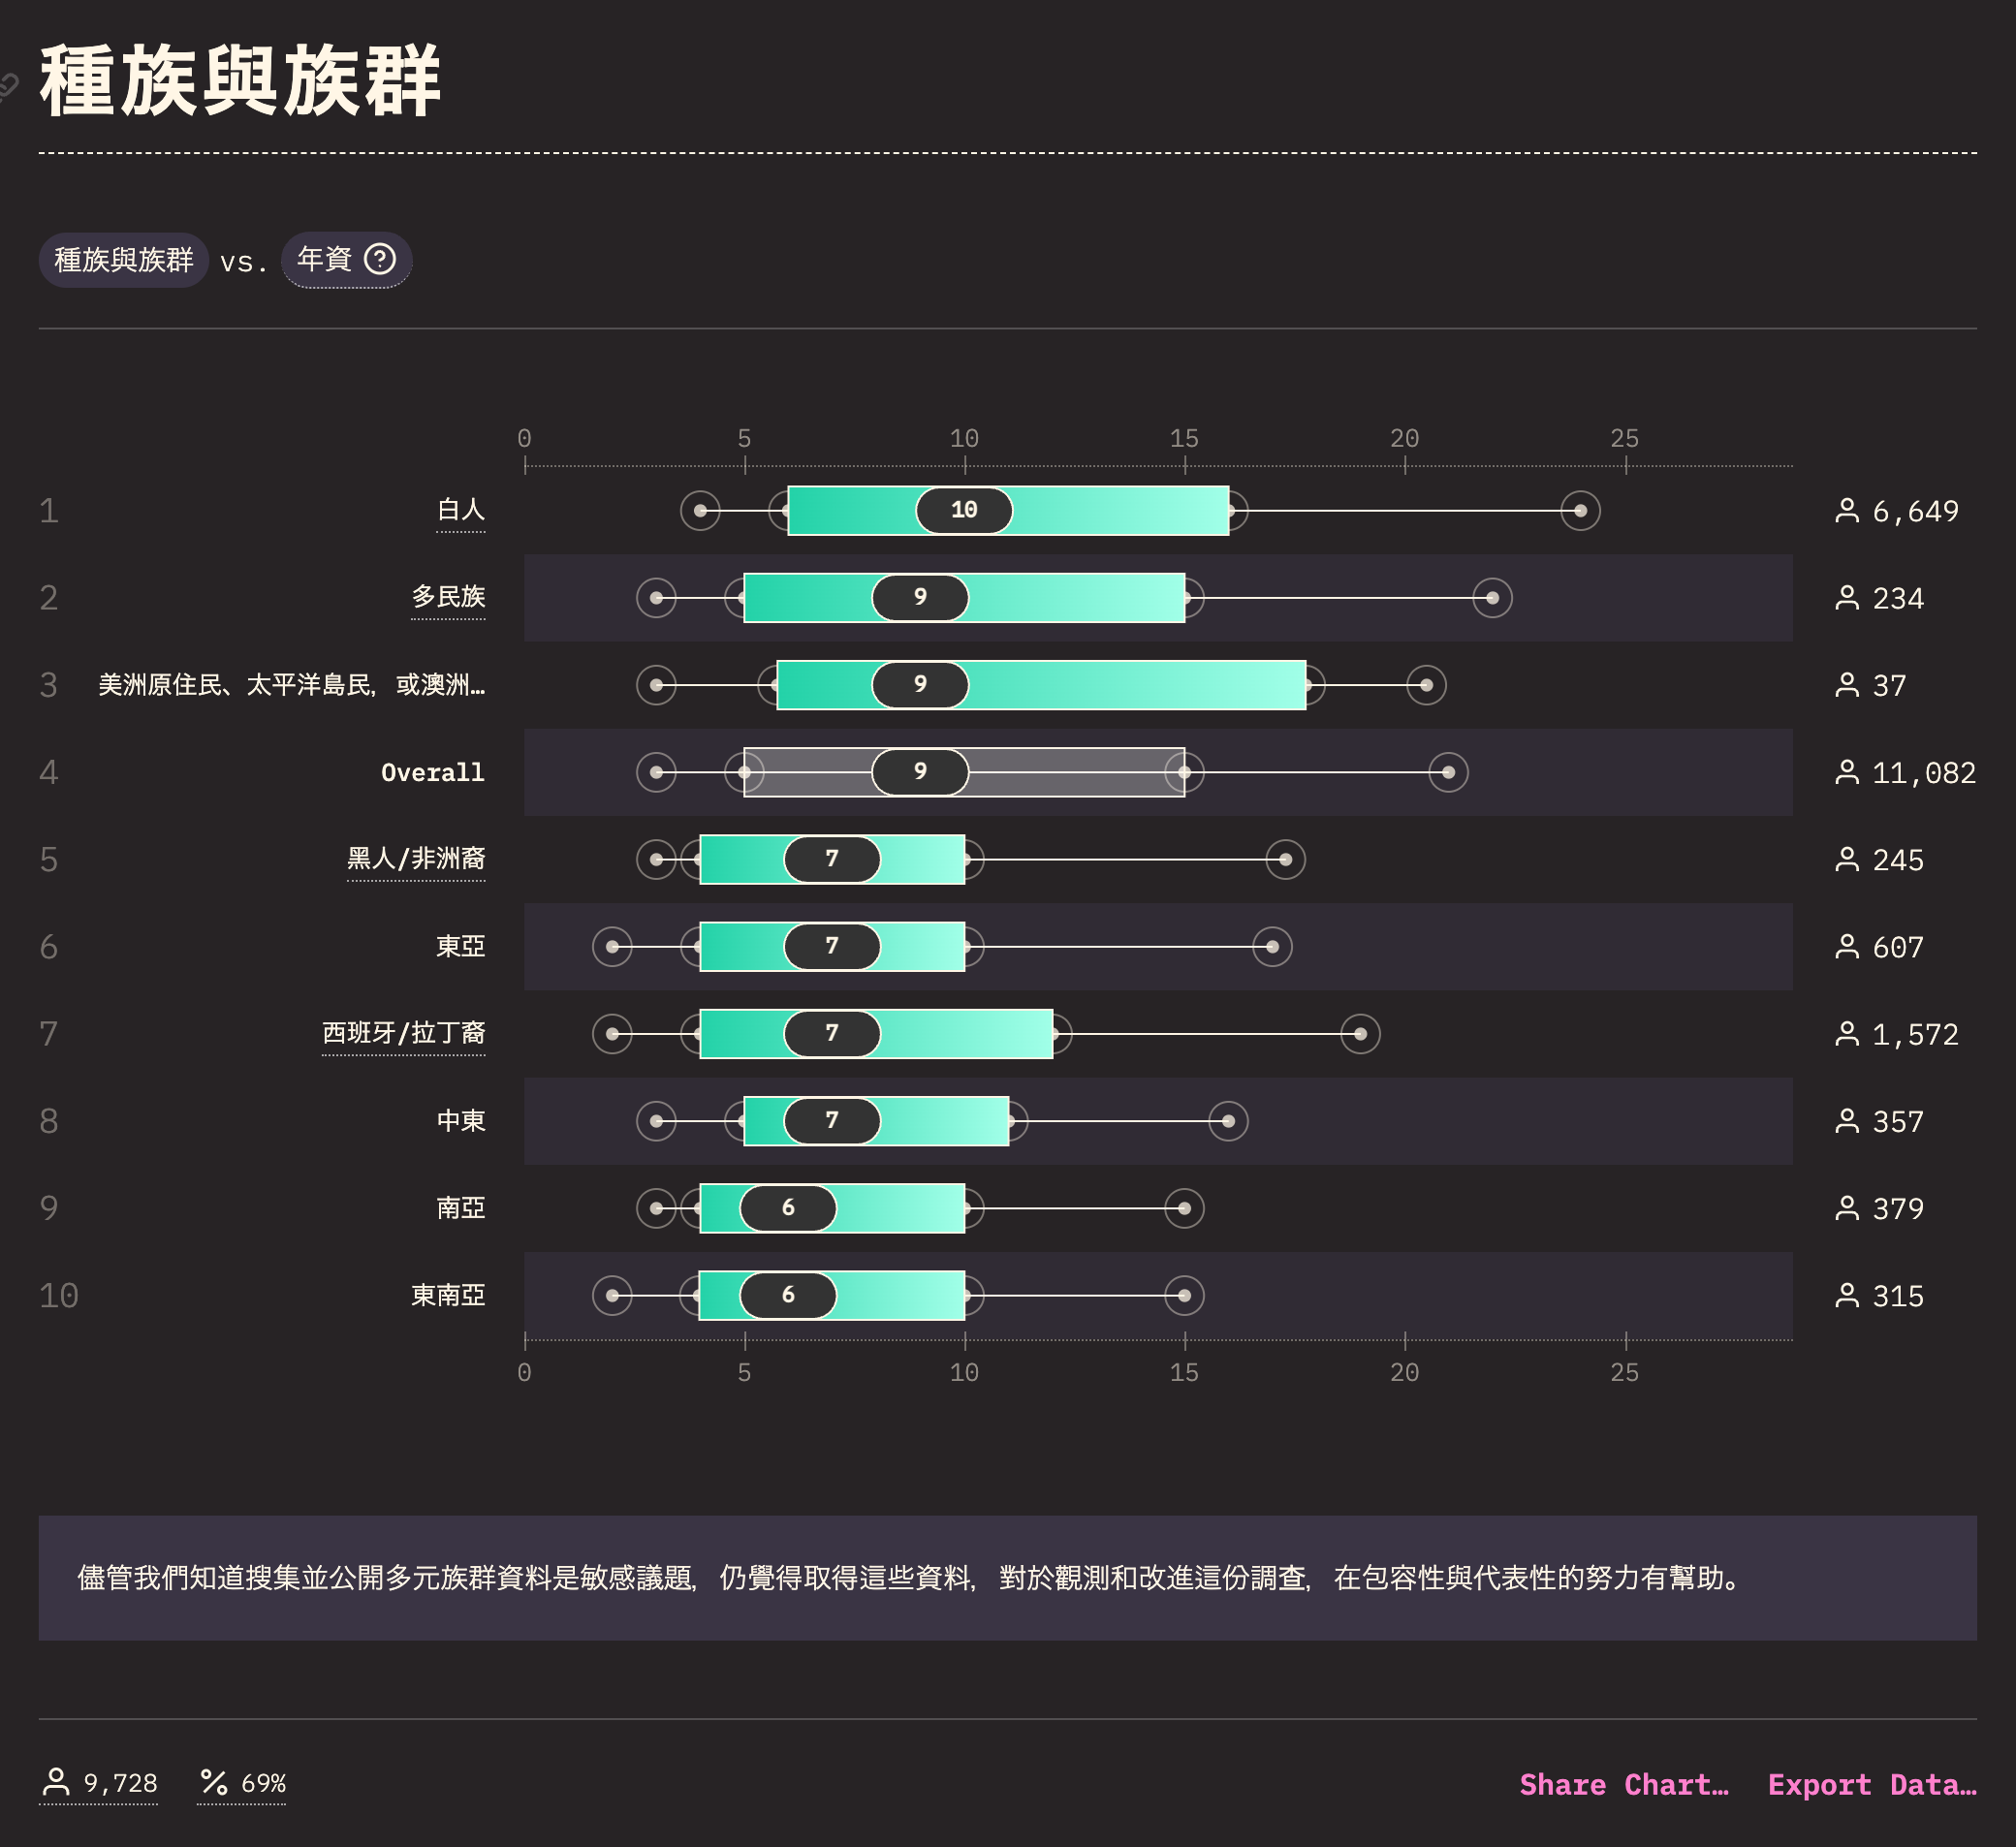 種族與族群
種族與族群 vs. 年資
0 5 10 15 20 25
1 白人 10 6,649
2 多民族 9 234
3 美洲原住民、太平洋島民，或澳洲… 9 37
4 Overall 9 11,082
5 黑人/非洲裔 7 245
6 東亞 7 607
7 西班牙/拉丁裔 7 1,572
8 中東 7 357
9 南亞 6 379
10 東南亞 6 315
0 5 10 15 20 25
儘管我們知道搜集並公開多元族群資料是敏感議題，仍覺得取得這些資料，對於觀測和改進這份調查，在包容性與代表性的努力有幫助。
9,728 69% Share Chart… Export Data…